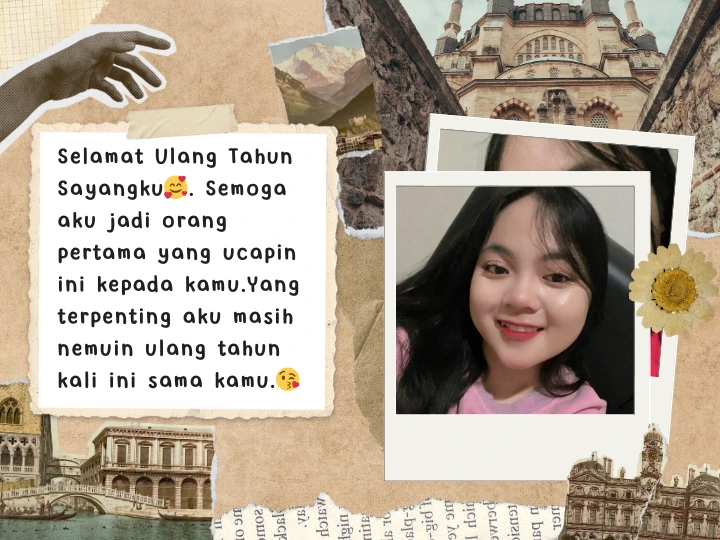 Selamat Ulang Tahun
Sayangku🥰. Semoga
aku jadi orang
pertama yang ucapin
ini kepada kamu.Yang
terpenting aku masih
nemuin ulang tahun
kali ini sama kamu.😘